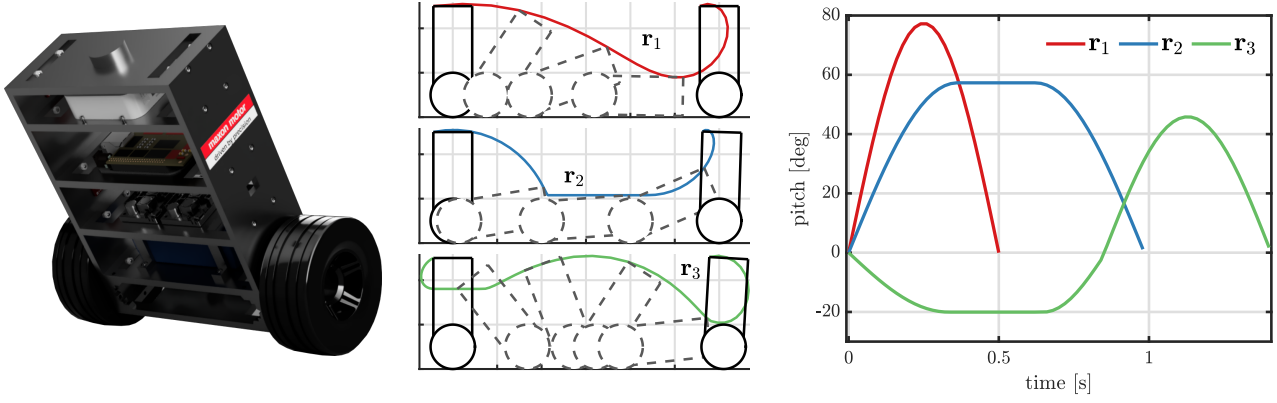 maxon motor
driven by precision
r1
r2
r3
80
60
40
20
0
-20
pitch [deg]
r1 r2 r3
0 0.5 1
time [s]